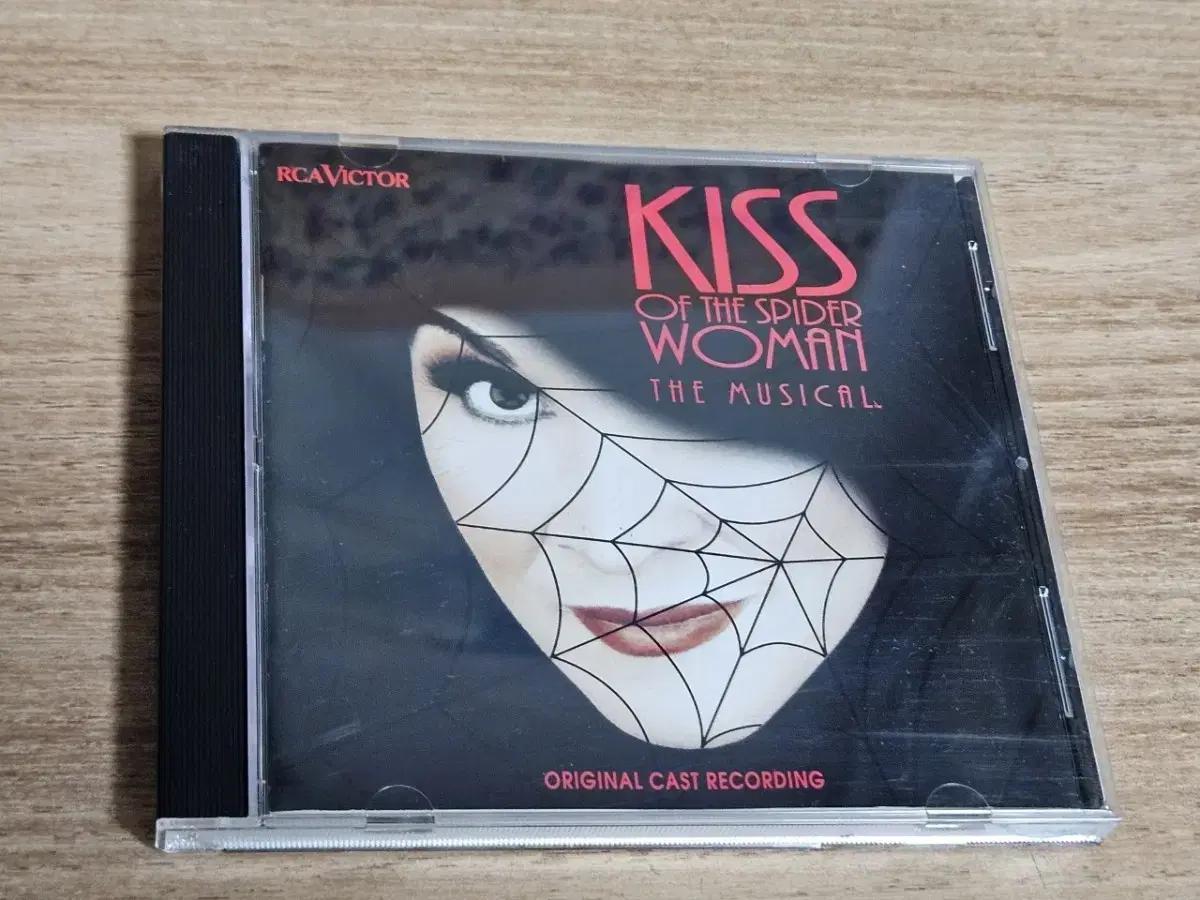 RCAVICTOR
KISS
OF THE SPIDER
WOMAN
THE MUSICAL
ORIGINAL CAST RECORDING